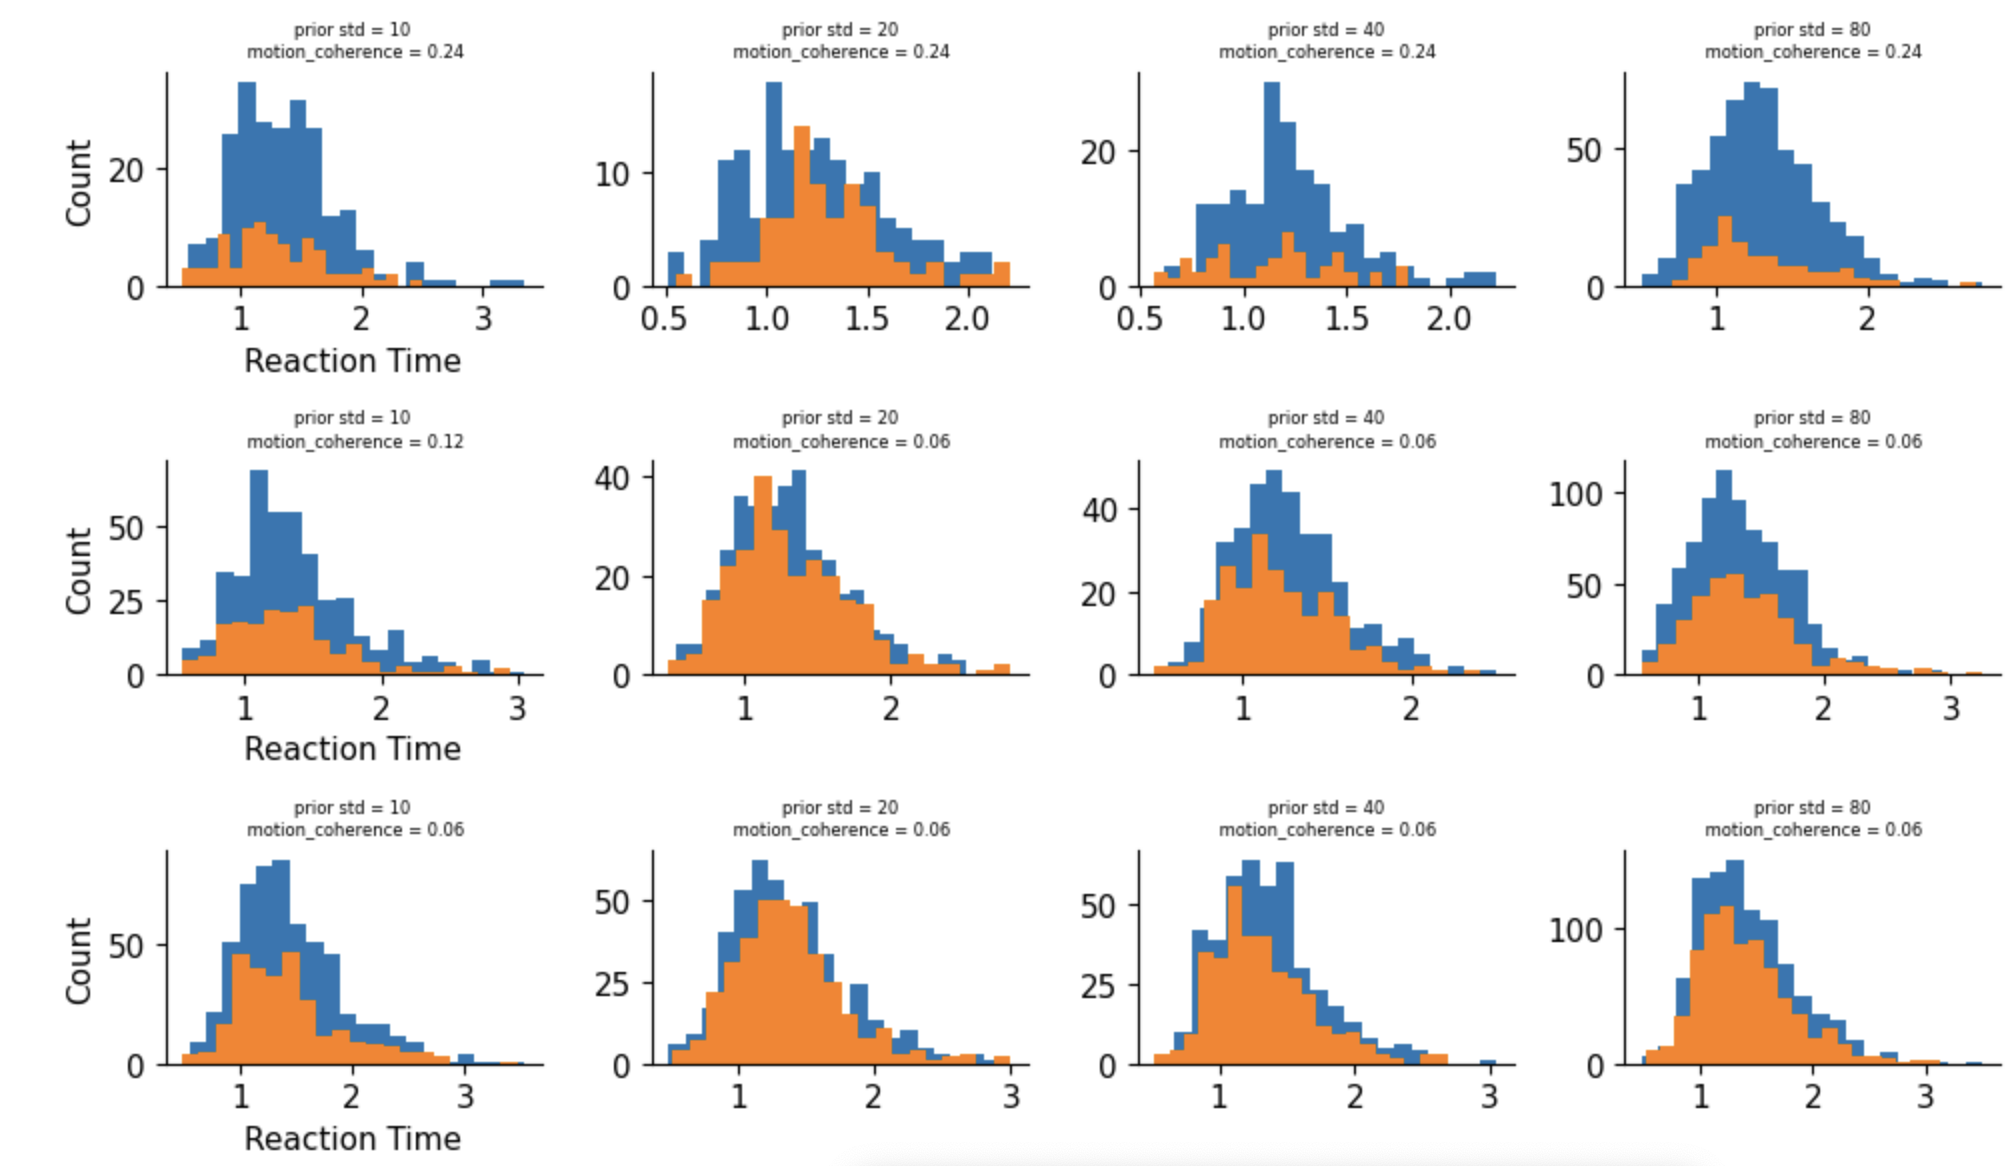 prior std = 10
motion_coherence = 0.24
prior std = 20
motion_coherence = 0.24
prior std = 40
motion_coherence = 0.24
prior std = 80
motion_coherence = 0.24
Count
20
0
10
0
20
0
50
0
1 2 3
0.5 1.0 1.5 2.0
0.5 1.0 1.5 2.0
1 2
Reaction Time
prior std = 10
motion_coherence = 0.12
prior std = 20
motion_coherence = 0.06
prior std = 40
motion_coherence = 0.06
prior std = 80
motion_coherence = 0.06
Count
50
25
0
40
20
0
40
20
0
100
50
0
1 2 3
1 2
1 2
1 2 3
Reaction Time
prior std = 10
motion_coherence = 0.06
prior std = 20
motion_coherence = 0.06
prior std = 40
motion_coherence = 0.06
prior std = 80
motion_coherence = 0.06
Count
50
0
50
25
0
50
25
0
100
0
1 2 3
1 2 3
1 2 3
1 2 3
Reaction Time